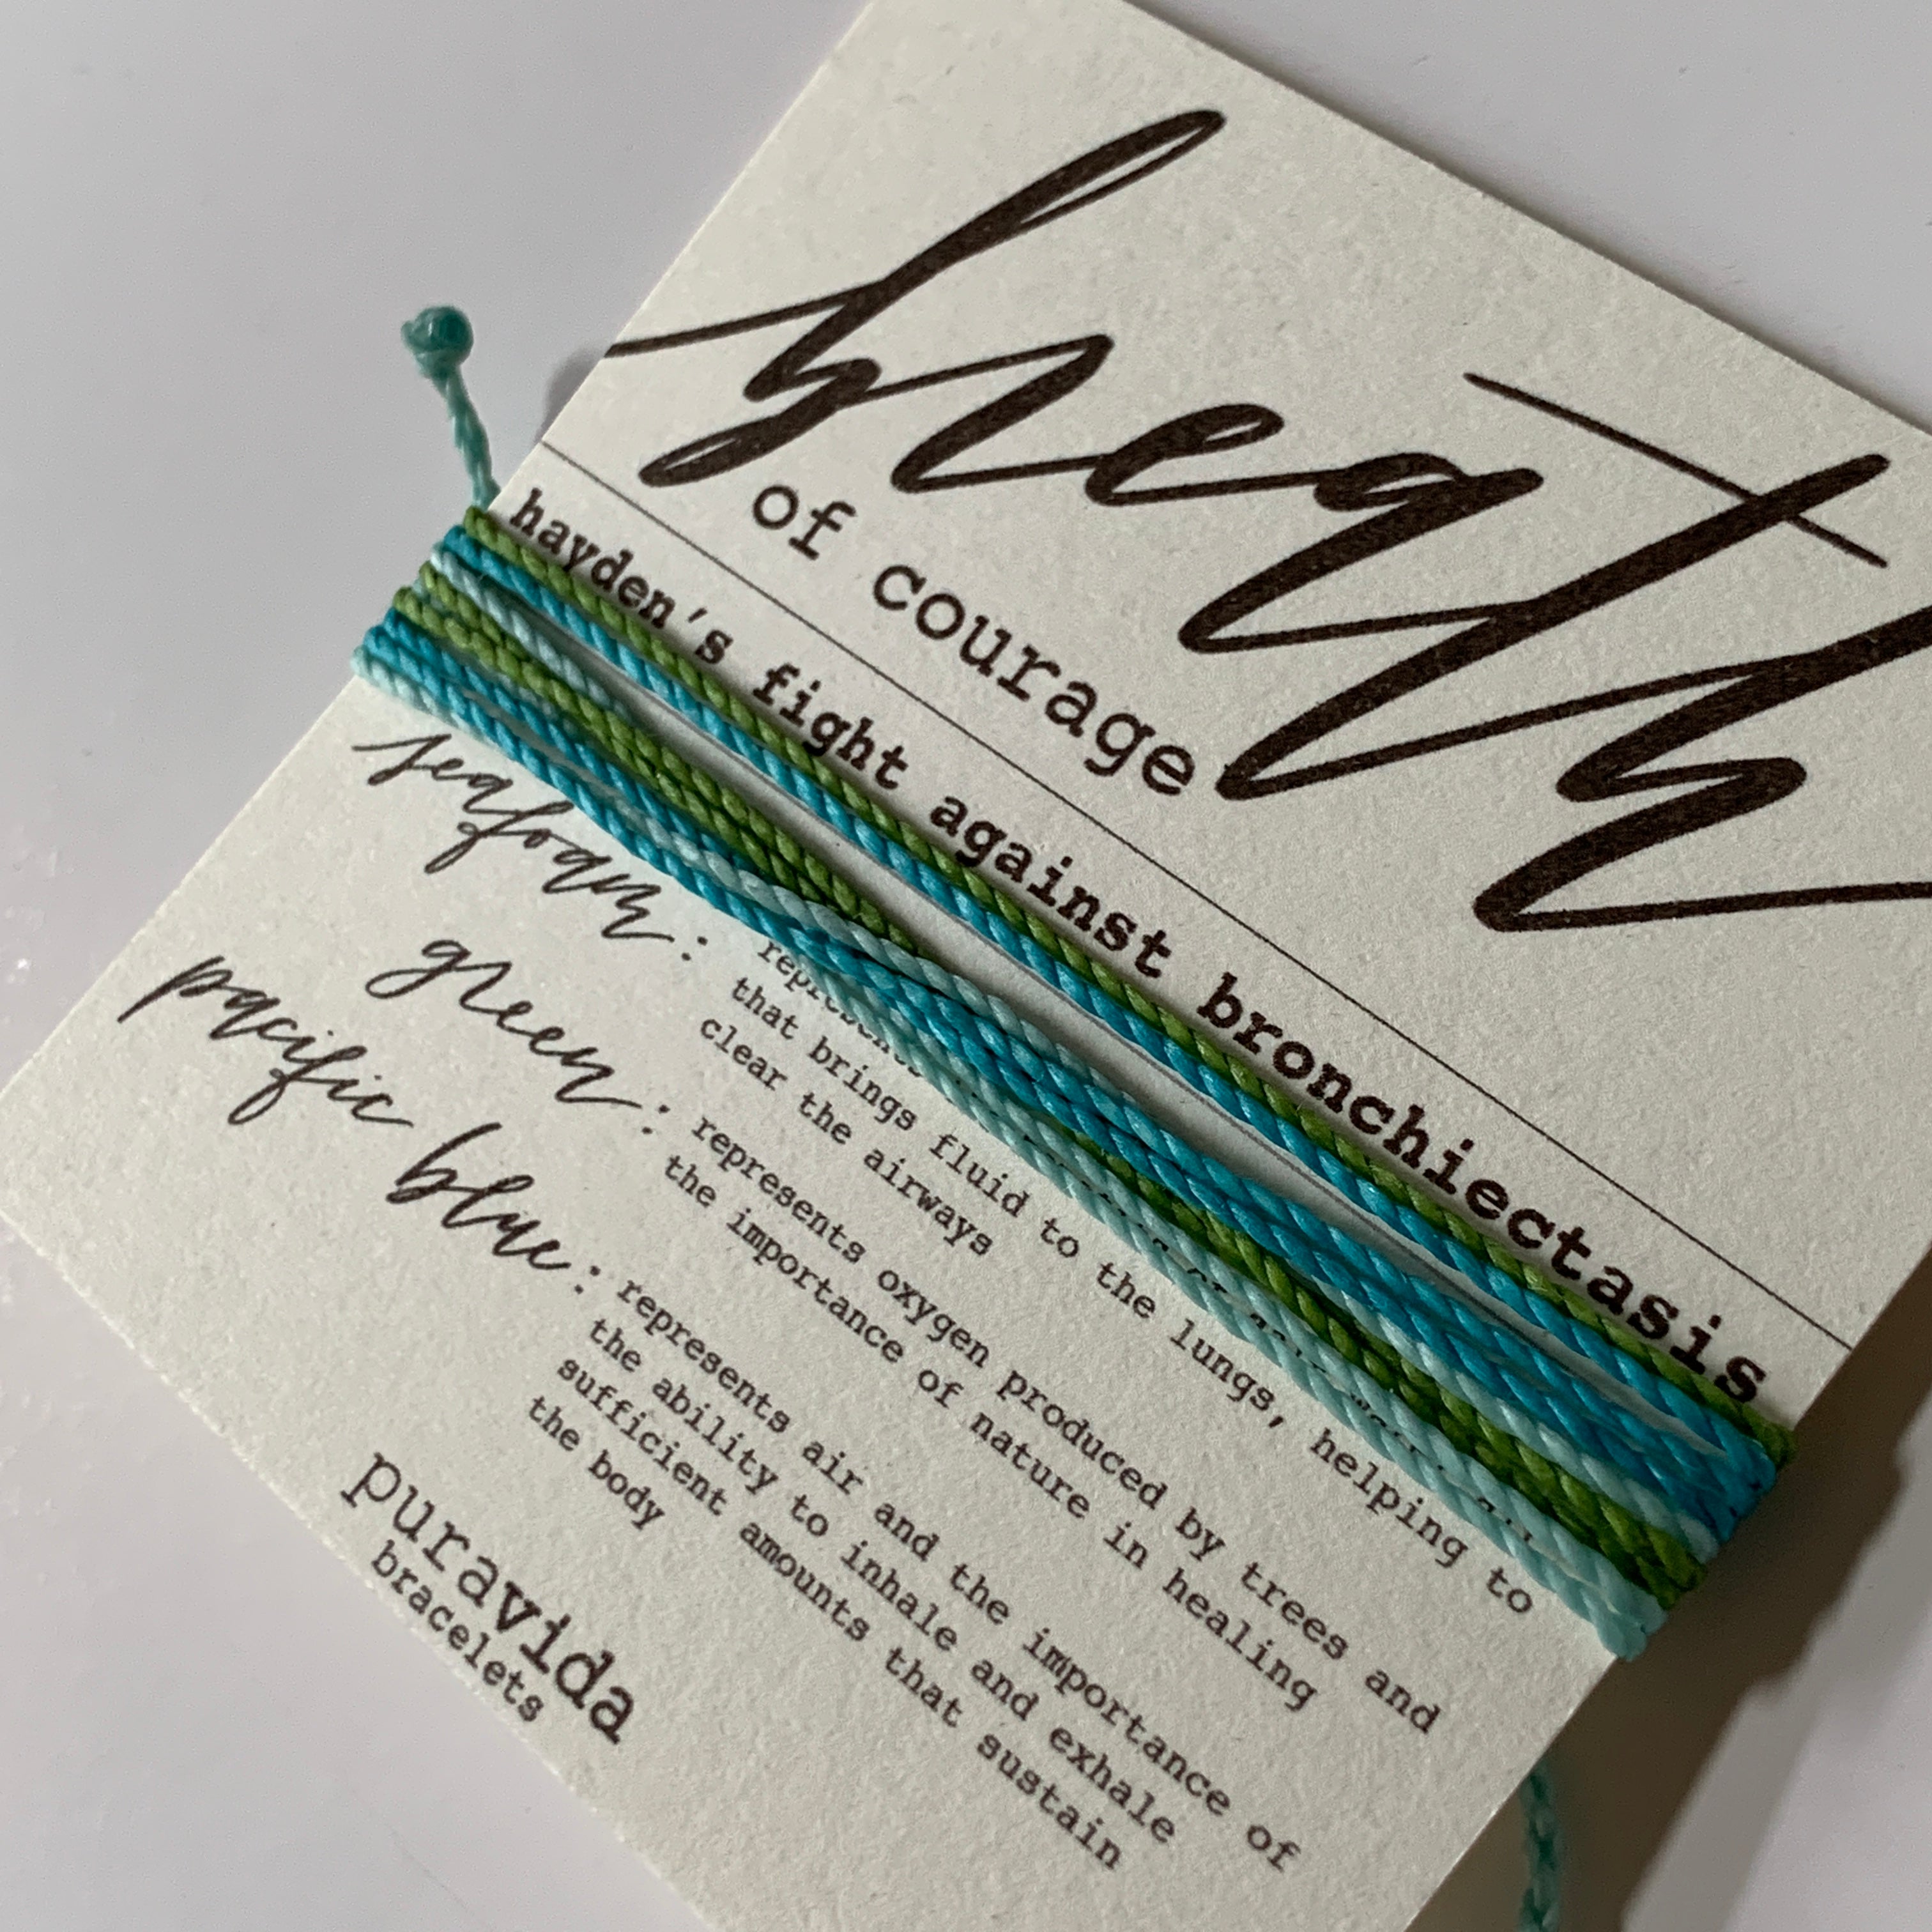 breath
of courage
hayden's fight against bronchiectasis
seafoam:
that brings fluid to the lungs, helping to
clear the airways
green: represents oxygen produced by trees and
the importance of nature in healing
pacific blue: represents air and the importance of
the ability to inhale and exhale
sufficient amounts that sustain
the body
puravida
bracelets